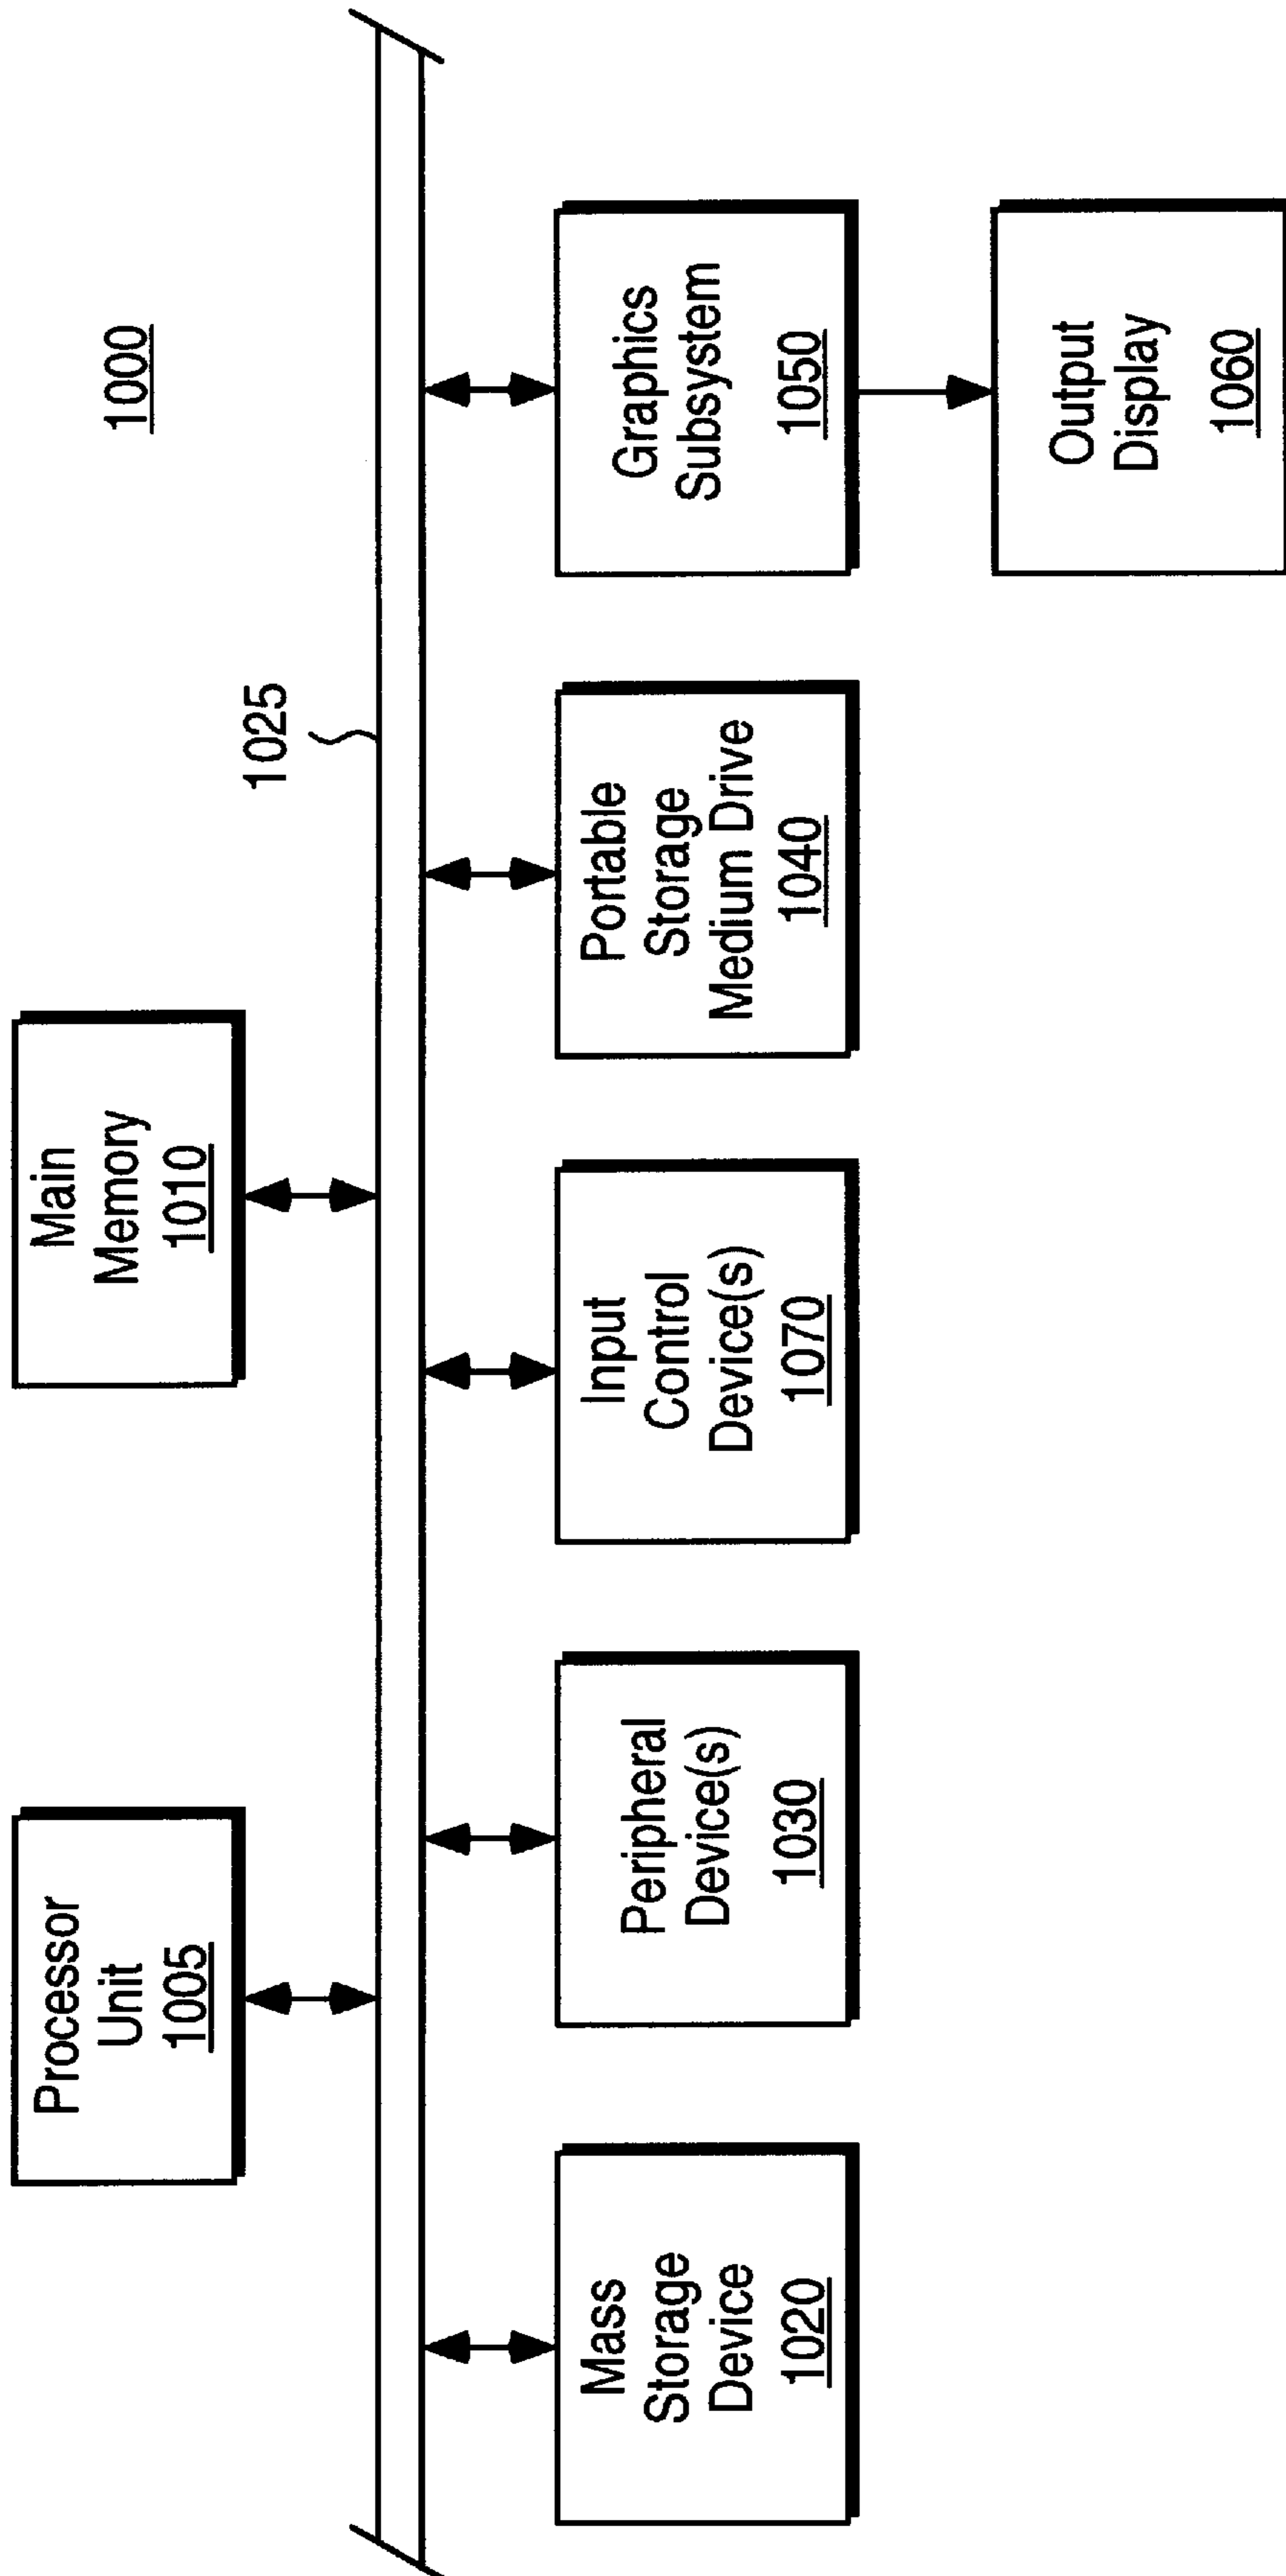 1000
Processor
Unit
1005
Main
Memory
1010
1025
Mass
Storage
Device
1020
Peripheral
Device(s)
1030
Input
Control
Device(s)
1070
Portable
Storage
Medium Drive
1040
Graphics
Subsystem
1050
Output
Display
1060